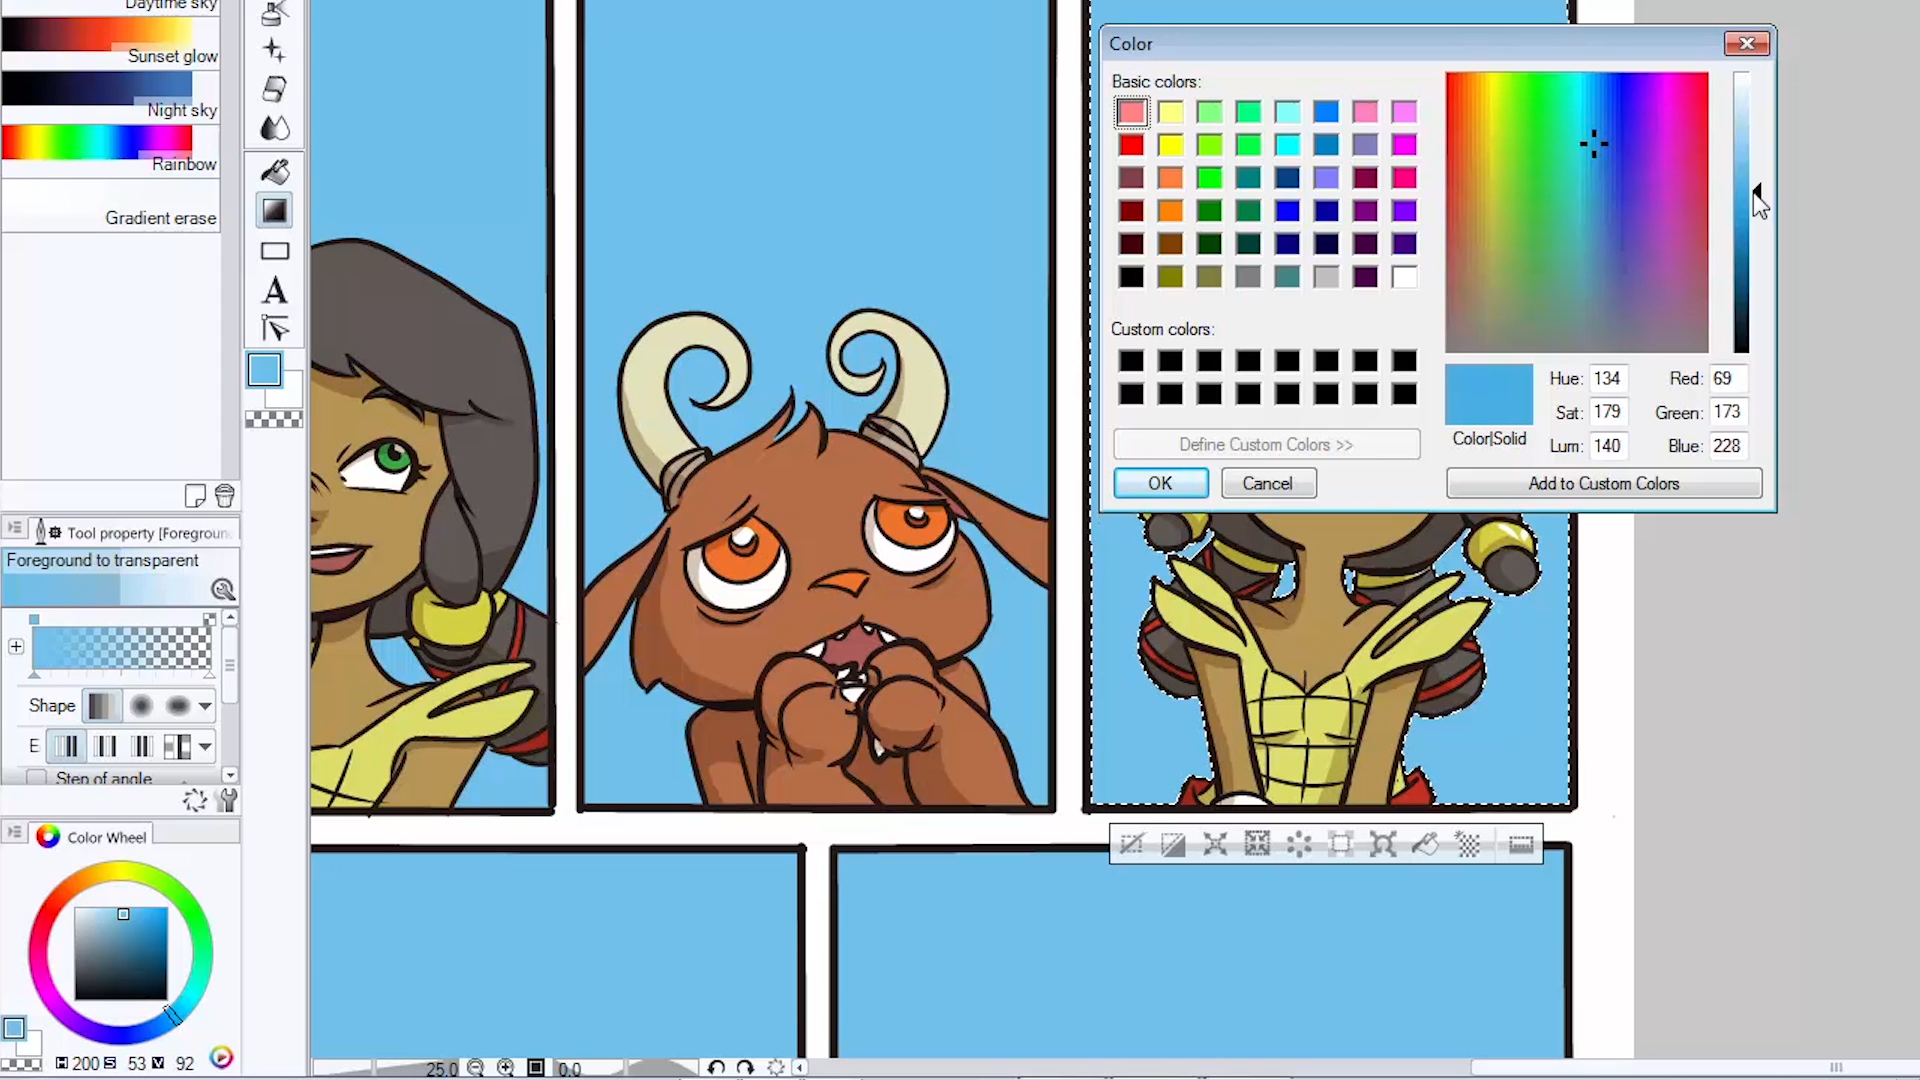 Daytime sky
Sunset glow
Night sky
Rainbow
Gradient erase
Tool property [Foregroun
Foreground to transparent
Shape
E
Step of angle
Color Wheel
H 200 S 53 V 92
A
25.0
0.0
Color
Basic colors:
Custom colors:
Define Custom Colors >>
OK
Cancel
Color|Solid
Hue: 134
Red: 69
Sat: 179
Green: 173
Lum: 140
Blue: 228
Add to Custom Colors